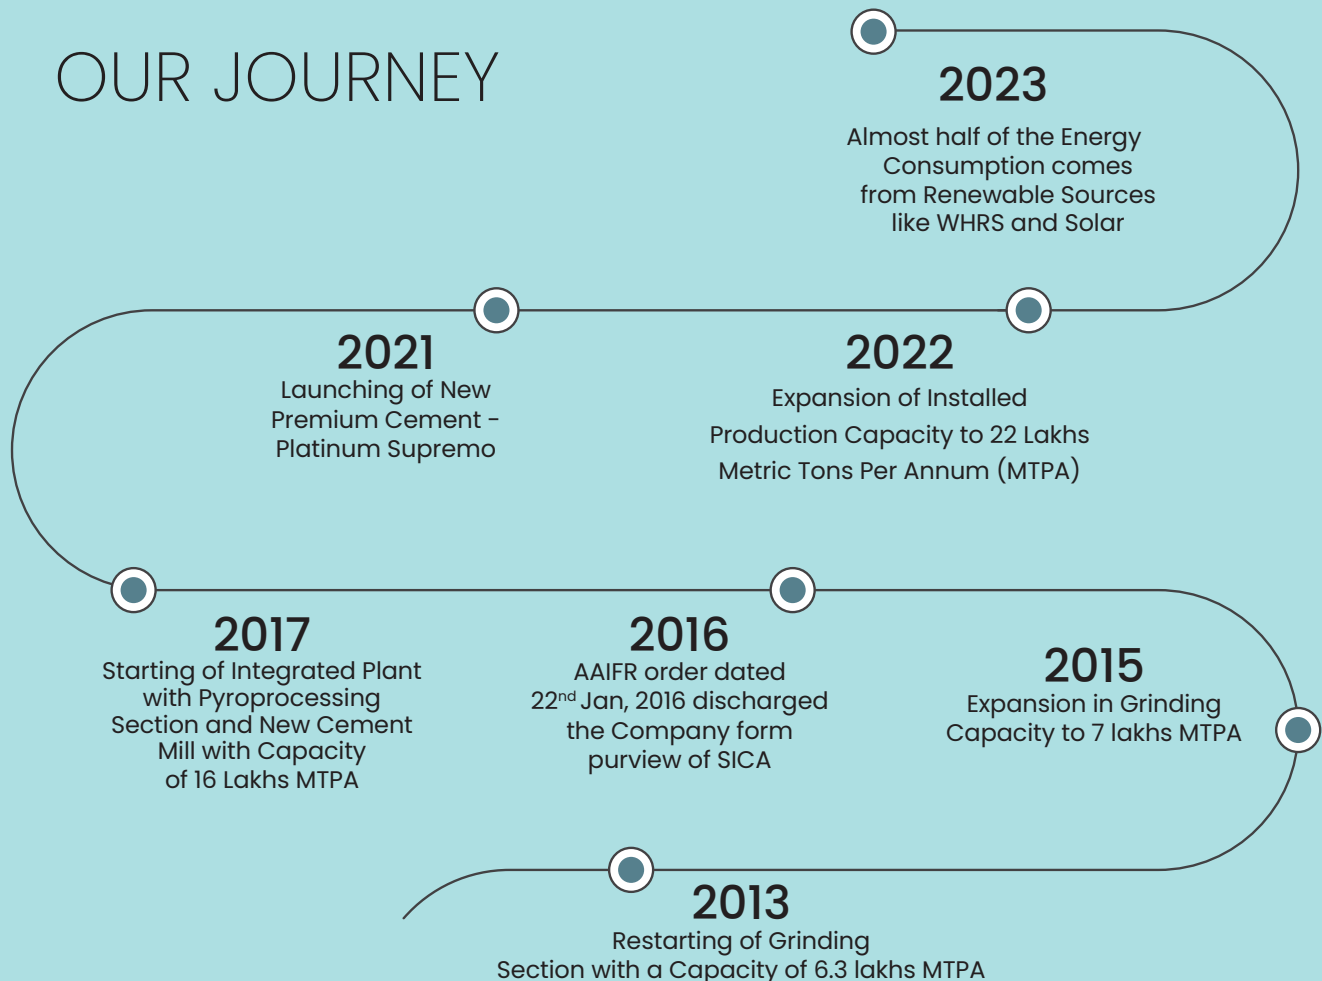 OUR JOURNEY
2023
Almost half of the Energy
Consumption comes
from Renewable Sources
like WHRS and Solar
2021
Launching of New
Premium Cement -
Platinum Supremo
2022
Expansion of Installed
Production Capacity to 22 Lakhs
Metric Tons Per Annum (MTPA)
2017
Starting of Integrated Plant
with Pyroprocessing
Section and New Cement
Mill with Capacity
of 16 Lakhs MTPA
2016
AAIFR order dated
22nd Jan, 2016 discharged
the Company form
purview of SICA
2015
Expansion in Grinding
Capacity to 7 lakhs MTPA
2013
Restarting of Grinding
Section with a Capacity of 6.3 lakhs MTPA